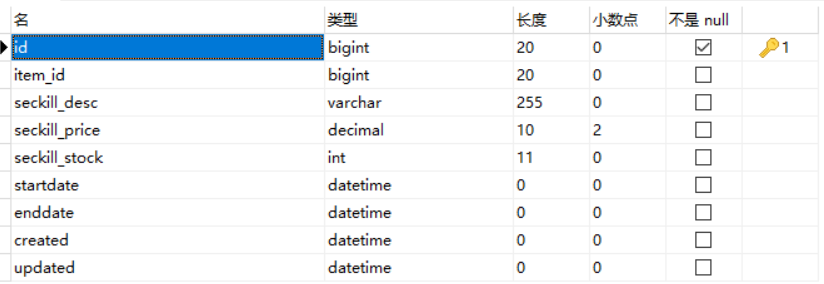 名 类型 长度 小数点 不是 null
id bigint 20 0 1
item_id bigint 20 0
seckill_desc varchar 255 0
seckill_price decimal 10 2
seckill_stock int 11 0
startdate datetime 0 0
enddate datetime 0 0
created datetime 0 0
updated datetime 0 0